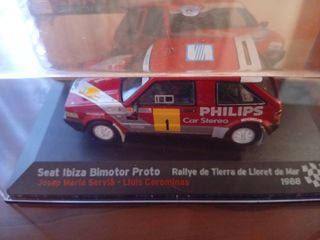 PHILIPS
Car Stereo
1
Seat Ibiza Bimotor Proto Rallye de Tierra de Lloret de Mar
Josep Maria Servià - Lluis Corominas 1988